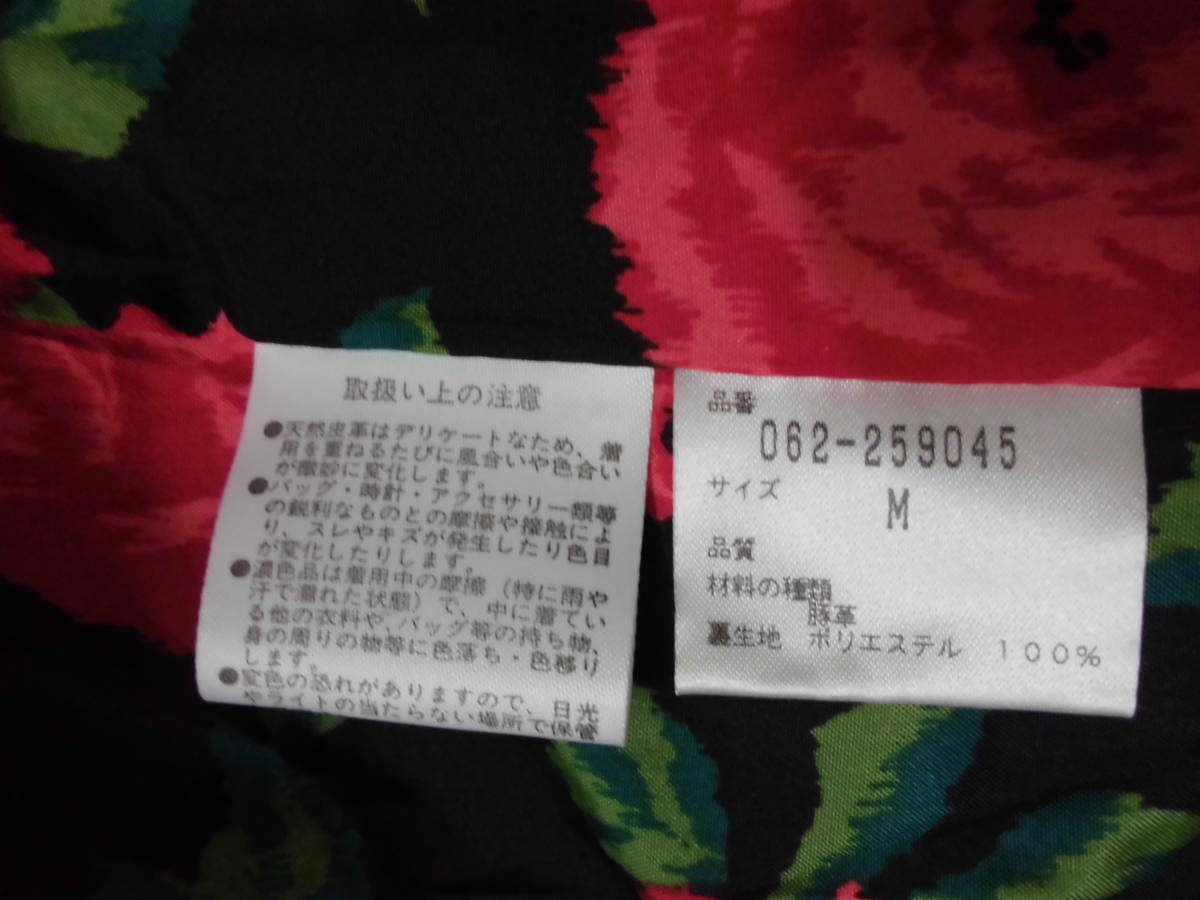 取扱い上の注意
●天然皮革はデリケートなため、着
用を重ねるたびに風合いや色合い
が微妙に変化します。
●バッグ・時計・アクセサリー類等
の鋭利なものとの摩擦や接触によ
り、スレやキズが発生したり色目
が変化したりします。
●濃色品は着用中の摩擦（特に雨や
汗で濡れた状態）で、中に着てい
る他の衣料や、バッグ等の持ち物、
身の周りの物等に色落ち・色移り
します。
●変色の恐れがありますので、日光
やライトの当たらない場所で保管
品番
062-259045
サイズ
M
品質
材料の種類
豚革
裏生地 ポリエステル 100%